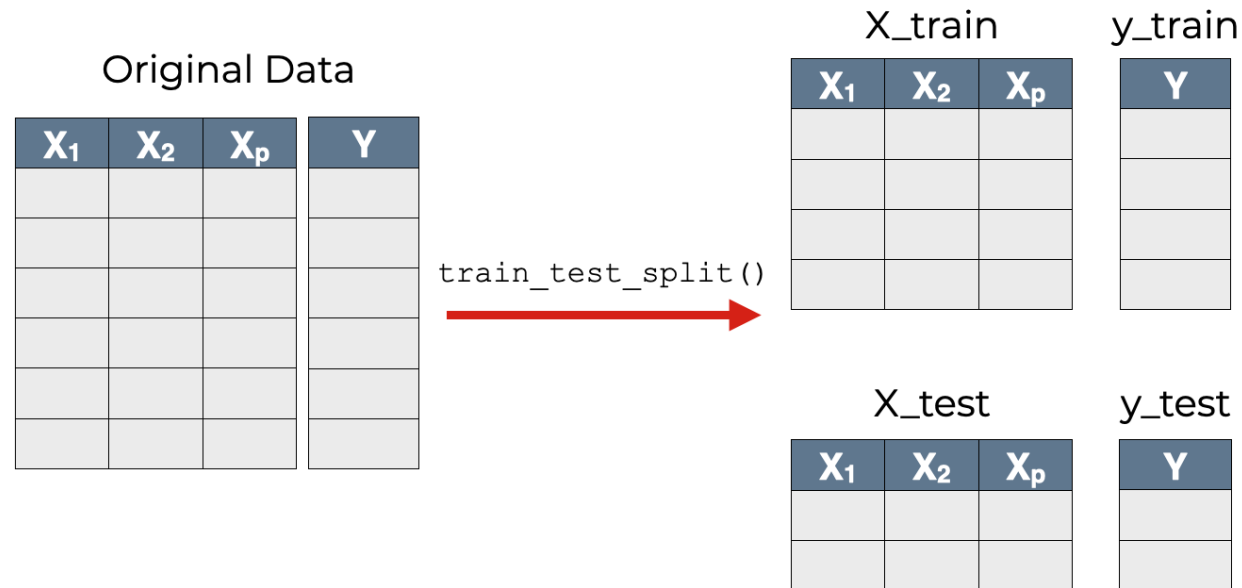 Original Data
X₁ X₂ Xₚ Y
train_test_split()
X_train y_train
X₁ X₂ Xₚ Y
X_test y_test
X₁ X₂ Xₚ Y